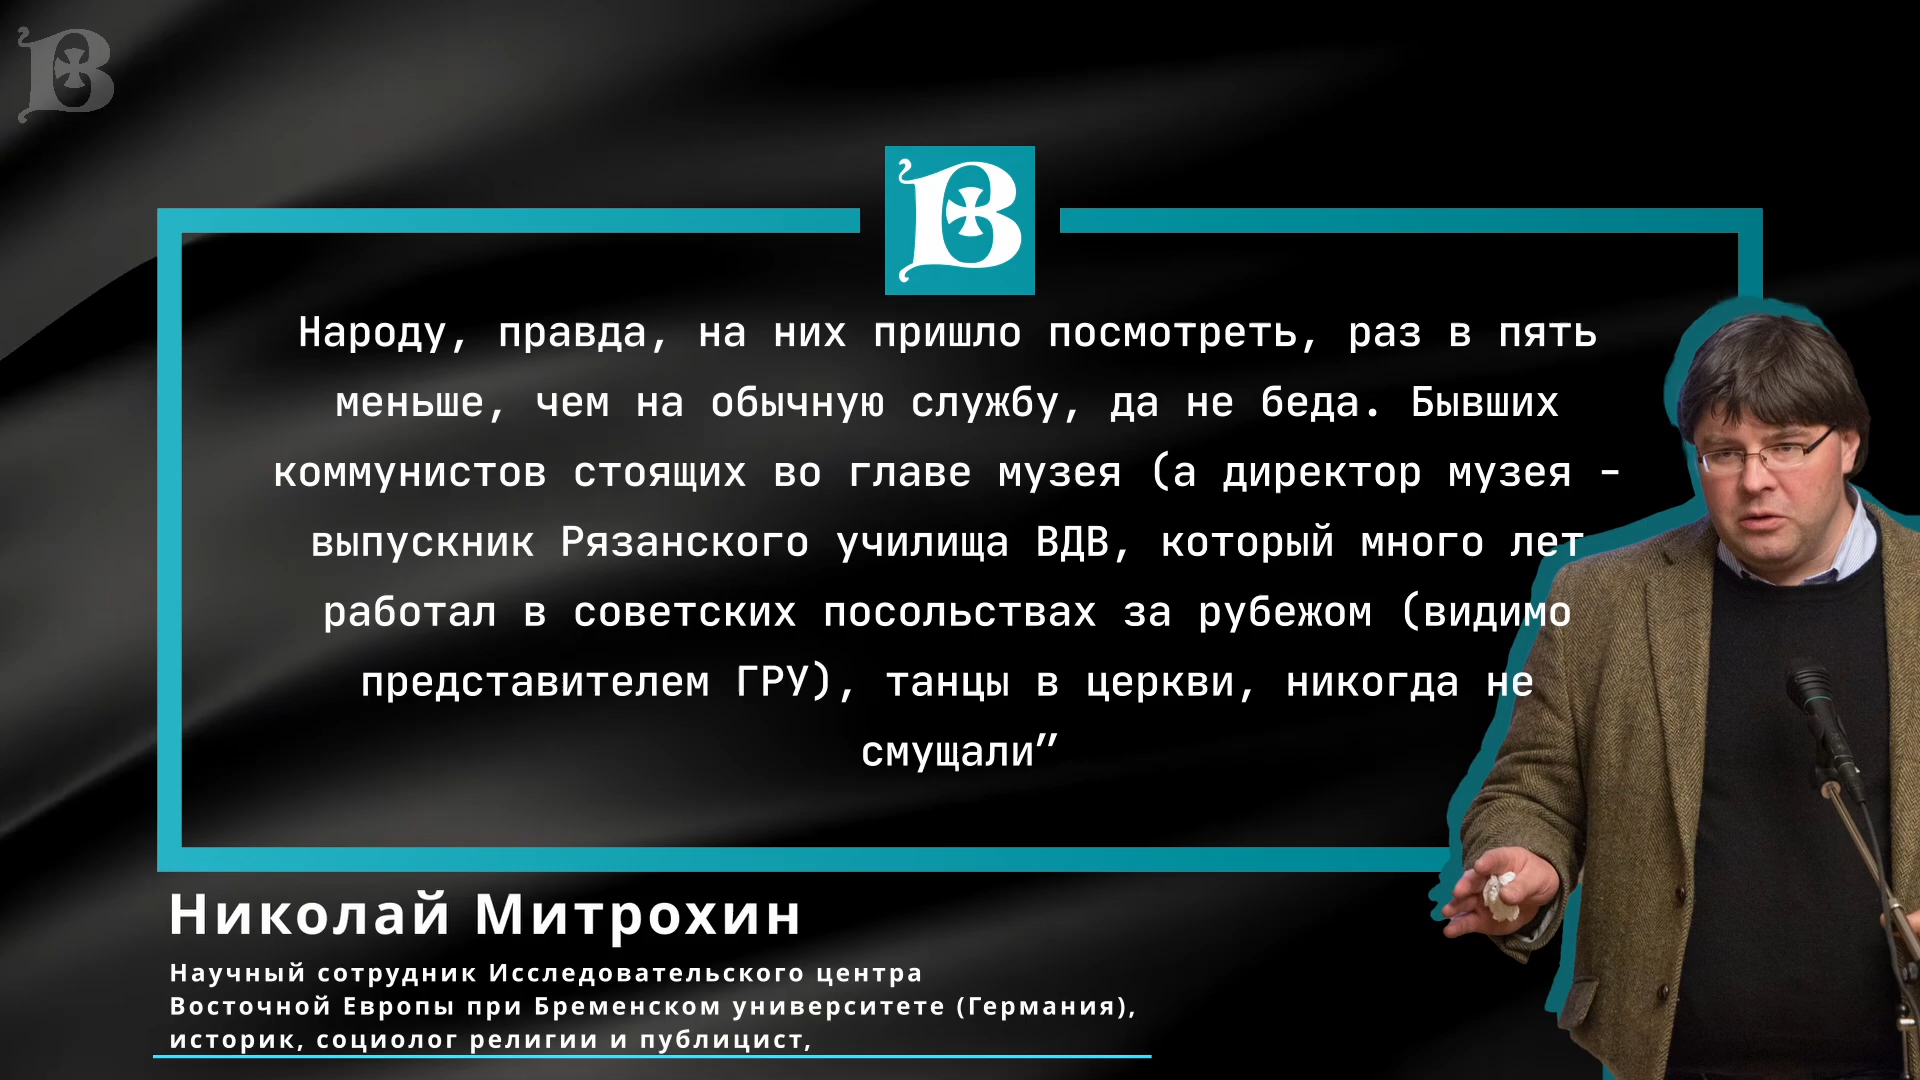 Народу, правда, на них пришло посмотреть, раз в пять
меньше, чем на обычную службу, да не беда. Бывших
коммунистов стоящих во главе музея (а директор музея -
выпускник Рязанского училища ВДВ, который много лет
работал в советских посольствах за рубежом (видимо
представителем ГРУ), танцы в церкви, никогда не
смущали”
Николай Митрохин
Научный сотрудник Исследовательского центра
Восточной Европы при Бременском университете (Германия),
историк, социолог религии и публицист,